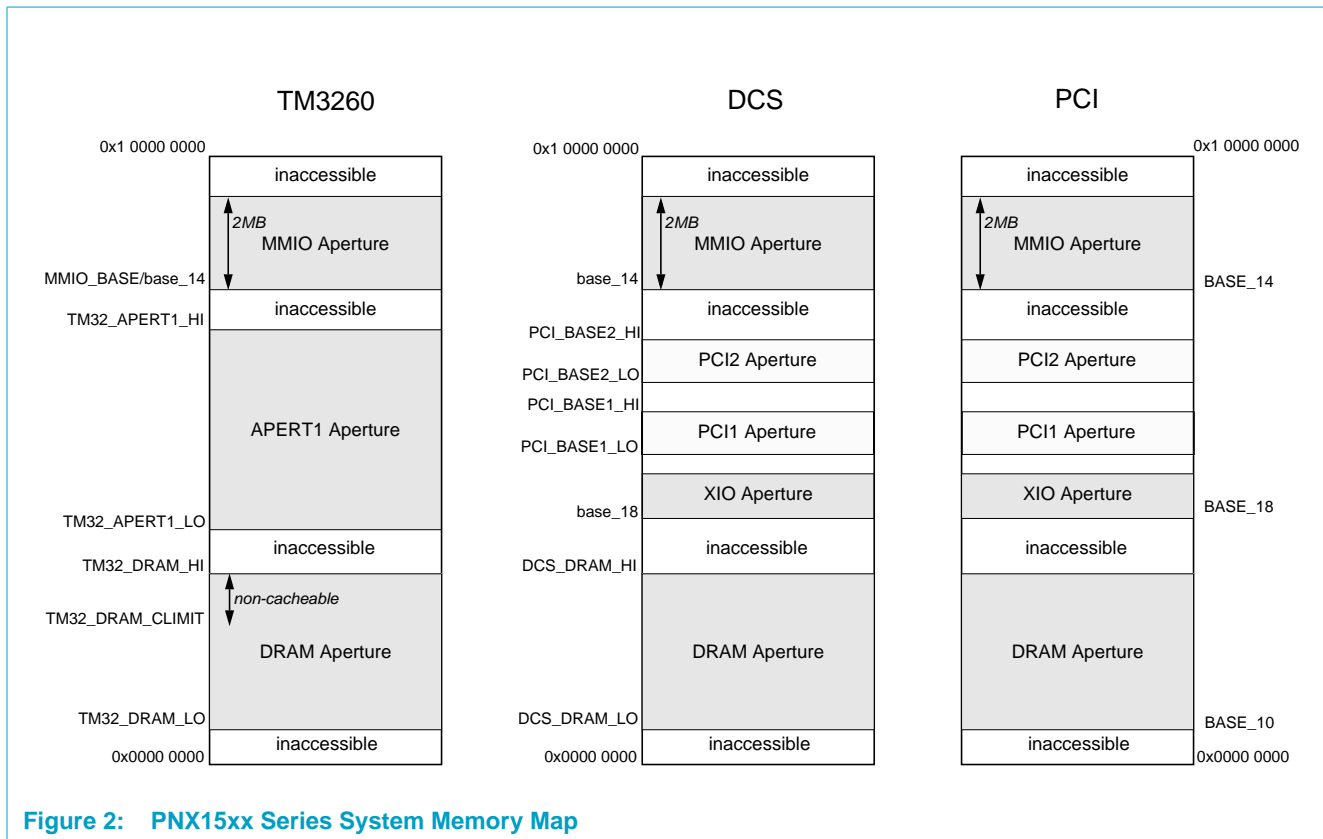 TM3260
DCS
PCI
0x1 0000 0000
inaccessible
2MB
MMIO Aperture
MMIO_BASE/base_14
inaccessible
TM32_APERT1_HI
APERT1 Aperture
TM32_APERT1_LO
inaccessible
TM32_DRAM_HI
non-cacheable
TM32_DRAM_CLIMIT
DRAM Aperture
TM32_DRAM_LO
inaccessible
0x0000 0000
0x1 0000 0000
inaccessible
2MB
MMIO Aperture
base_14
inaccessible
PCI_BASE2_HI
PCI2 Aperture
PCI_BASE2_LO
PCI_BASE1_HI
PCI1 Aperture
PCI_BASE1_LO
XIO Aperture
base_18
inaccessible
DCS_DRAM_HI
DRAM Aperture
DCS_DRAM_LO
inaccessible
0x0000 0000
0x1 0000 0000
inaccessible
2MB
MMIO Aperture
BASE_14
inaccessible
PCI2 Aperture
PCI1 Aperture
XIO Aperture
BASE_18
inaccessible
DRAM Aperture
BASE_10
inaccessible
0x0000 0000
Figure 2: PNX15xx Series System Memory Map